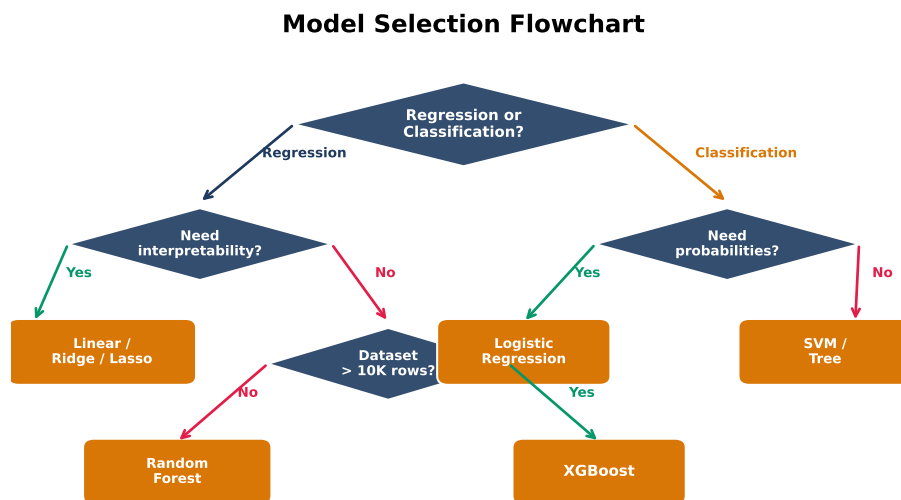 Model Selection Flowchart
Regression or
Classification?
Regression
Classification
Need
interpretability?
Need
probabilities?
Yes
No
Yes
No
Linear /
Ridge / Lasso
Dataset
> 10K rows?
Logistic
Regression
SVM /
Tree
No
Yes
Random
Forest
XGBoost